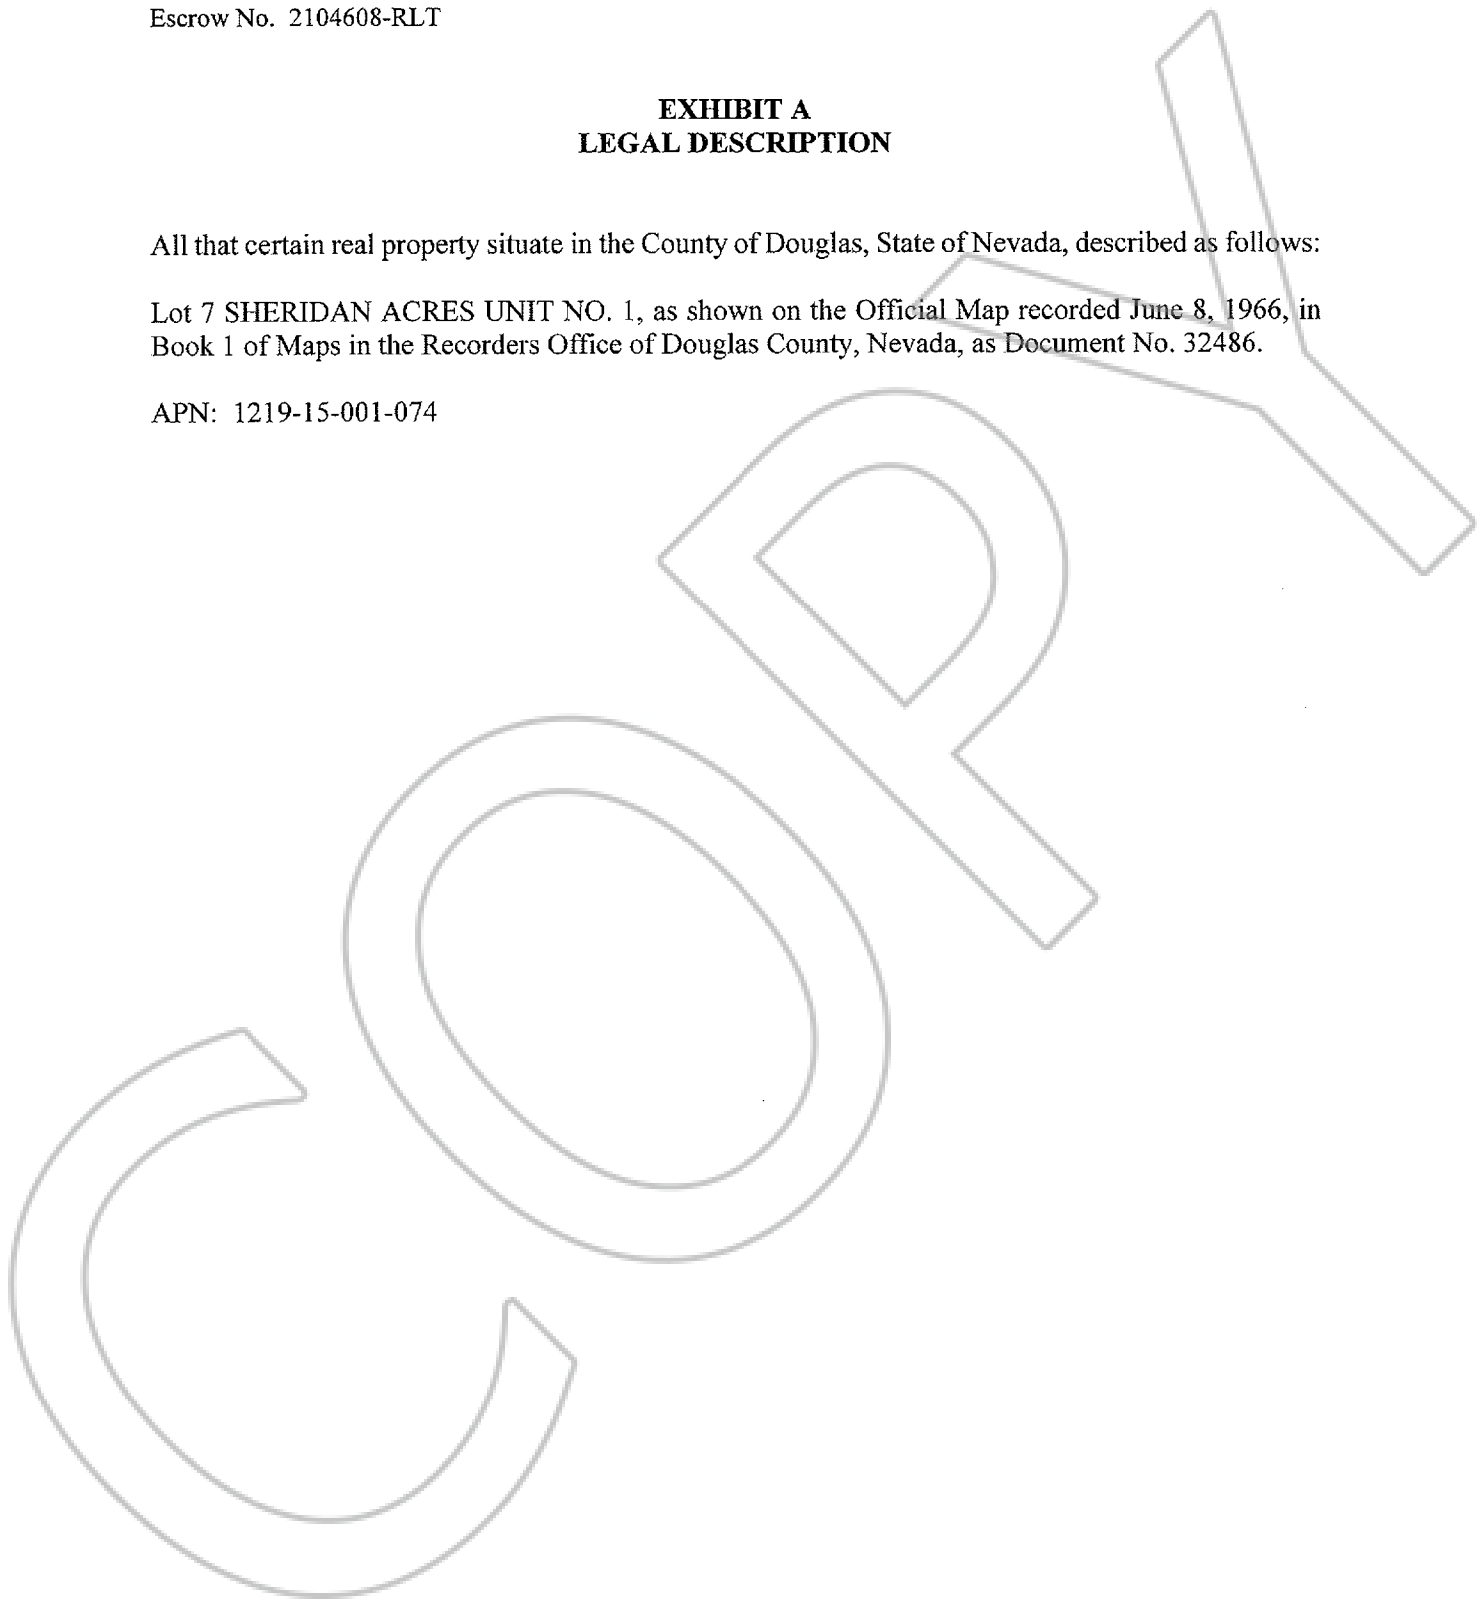 Escrow No. 2104608-RLT
EXHIBIT A
LEGAL DESCRIPTION
All that certain real property situate in the County of Douglas, State of Nevada, described as follows:
Lot 7 SHERIDAN ACRES UNIT NO. 1, as shown on the Official Map recorded June 8, 1966, in
Book 1 of Maps in the Recorders Office of Douglas County, Nevada, as Document No. 32486.
APN: 1219-15-001-074
COPY